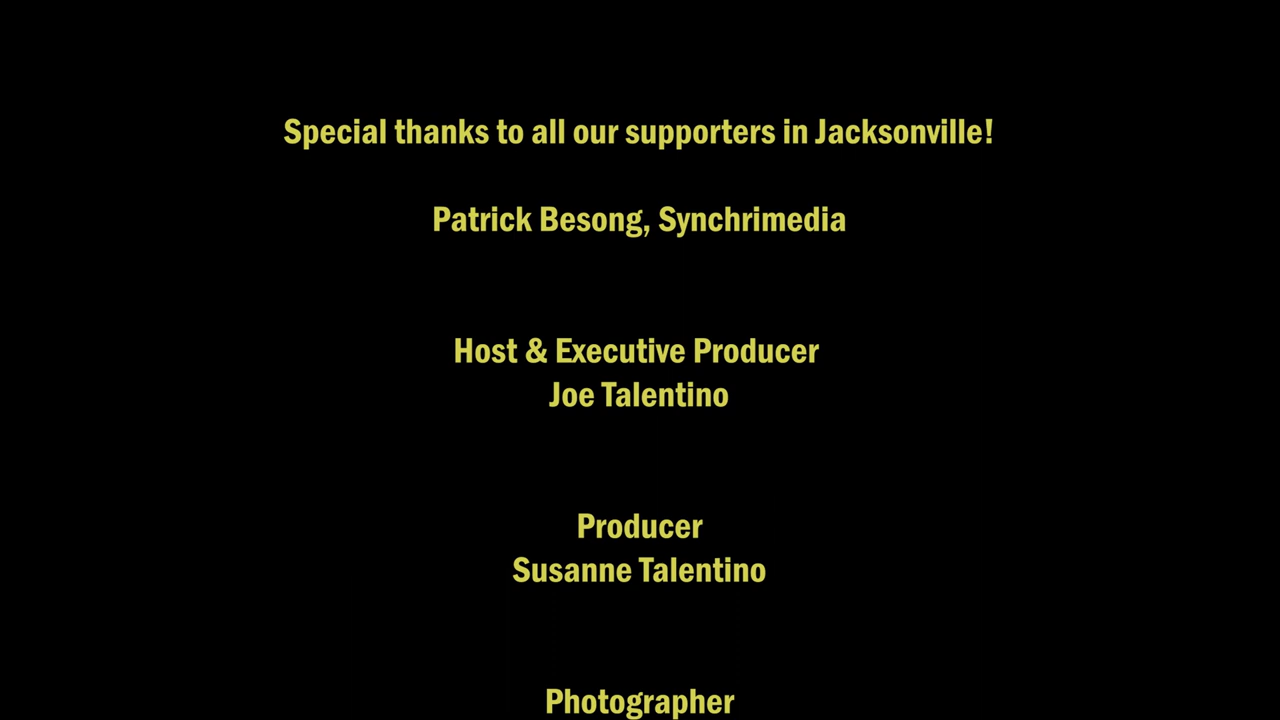 Special thanks to all our supporters in Jacksonville!
Patrick Besong, Synchrimedia
Host & Executive Producer
Joe Talentino
Producer
Susanne Talentino
Photographer